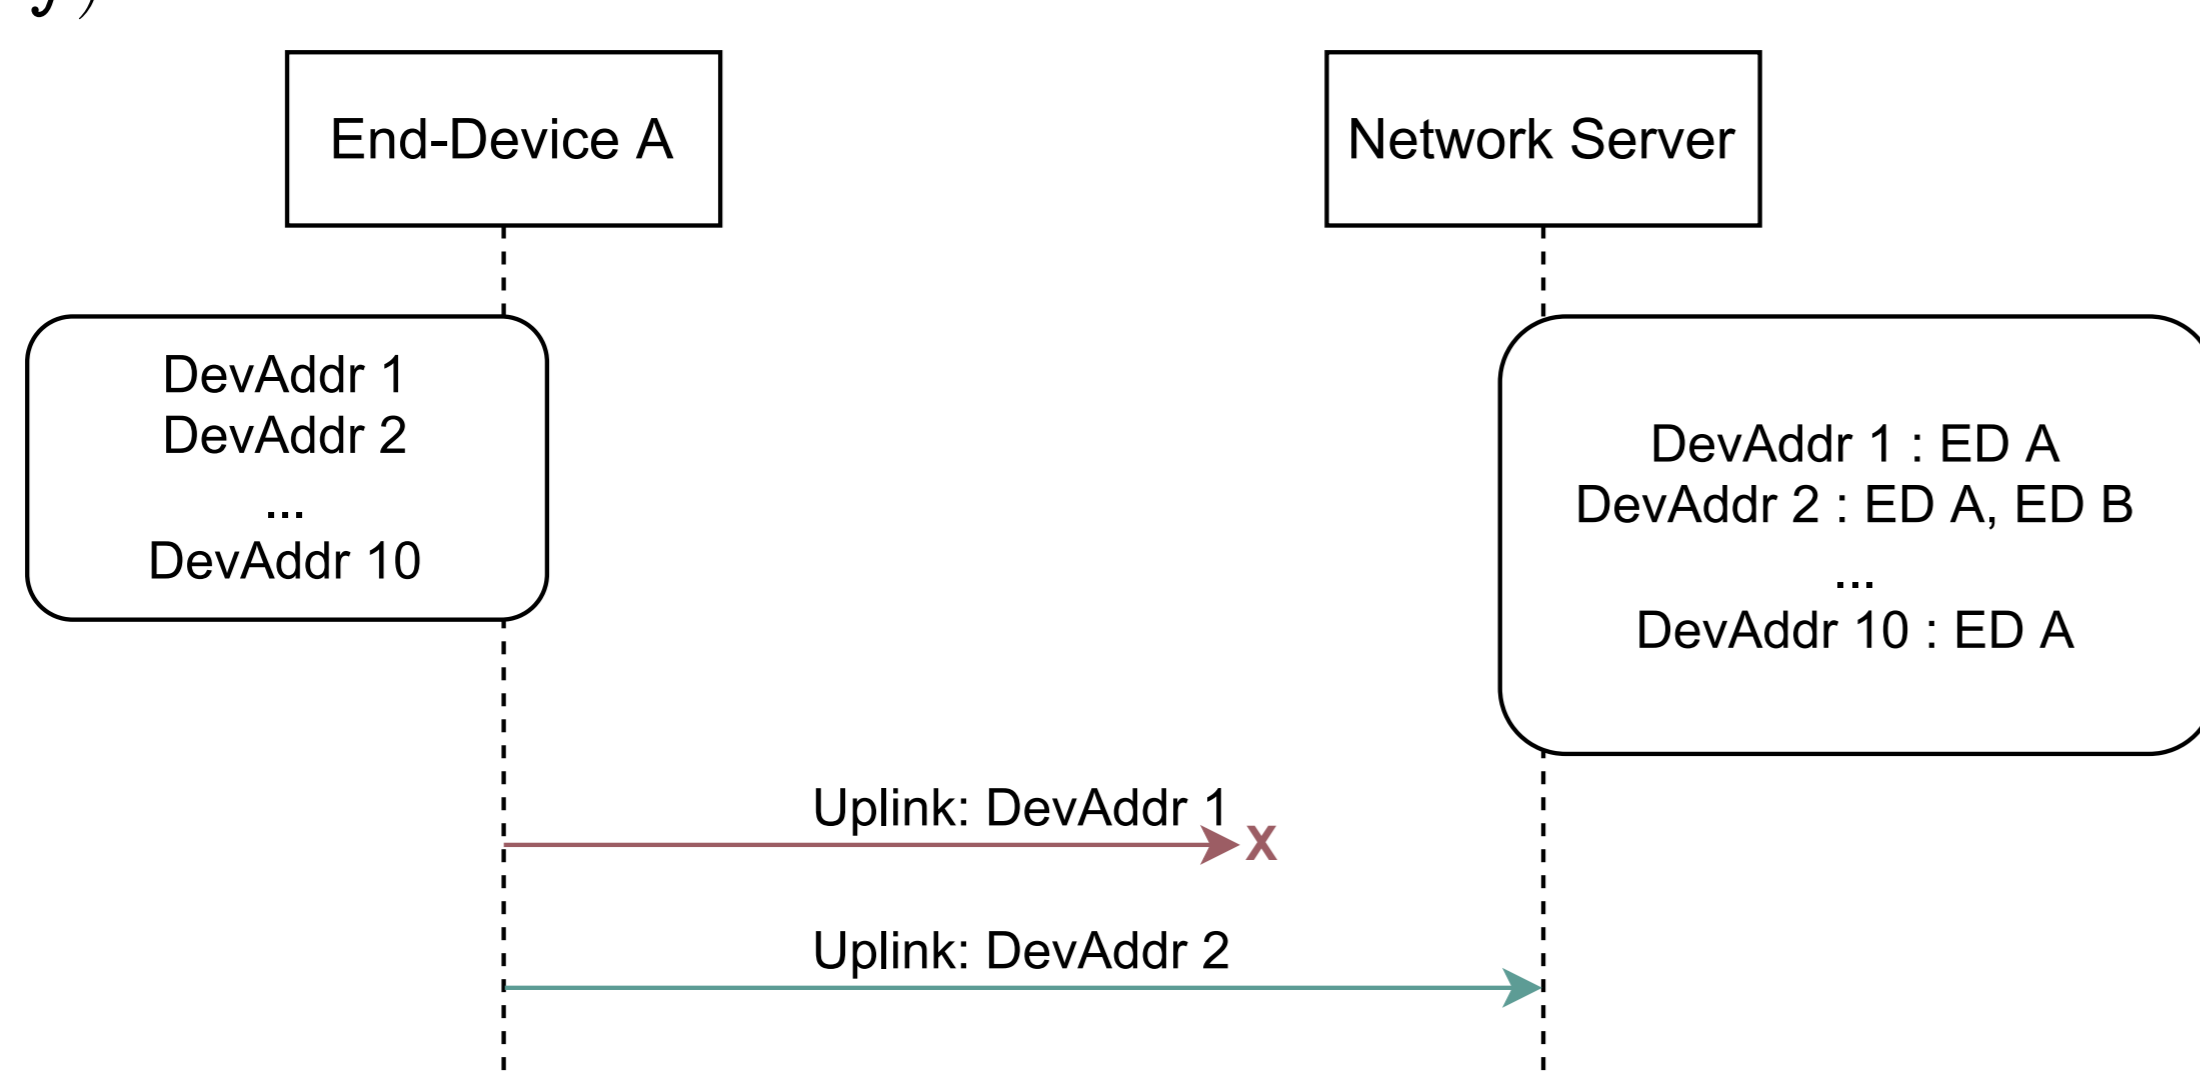 End-Device A
Network Server
DevAddr 1
DevAddr 2
...
DevAddr 10
DevAddr 1 : ED A
DevAddr 2 : ED A, ED B
...
DevAddr 10 : ED A
Uplink: DevAddr 1
X
Uplink: DevAddr 2